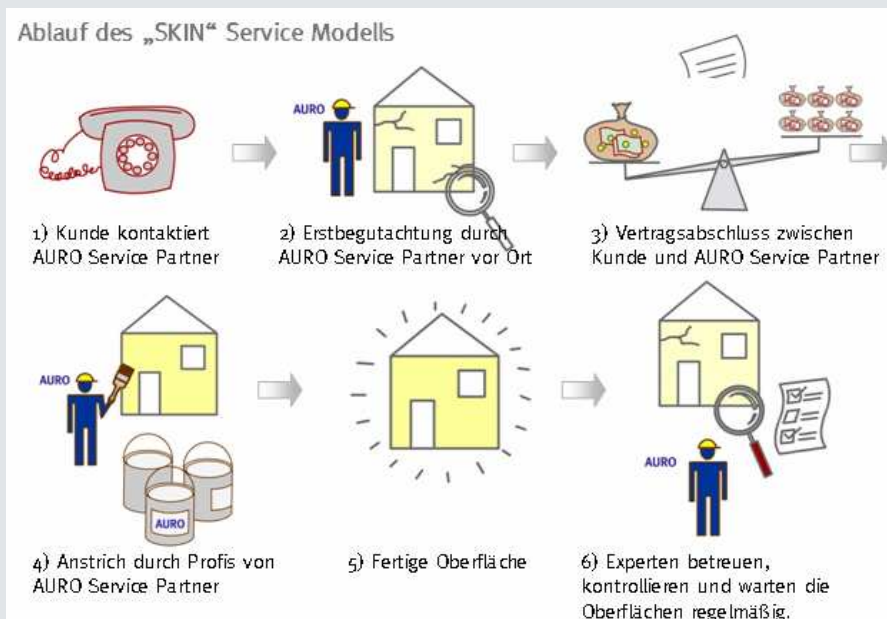 Ablauf des „SKIN“ Service Modells
AURO
1) Kunde kontaktiert
AURO Service Partner
2) Erstbegutachtung durch
AURO Service Partner vor Ort
3) Vertragsabschluss zwischen
Kunde und AURO Service Partner
AURO
AURO
4) Anstrich durch Profis von
AURO Service Partner
5) Fertige Oberfläche
AURO
6) Experten betreuen,
kontrollieren und warten die
Oberflächen regelmäßig.